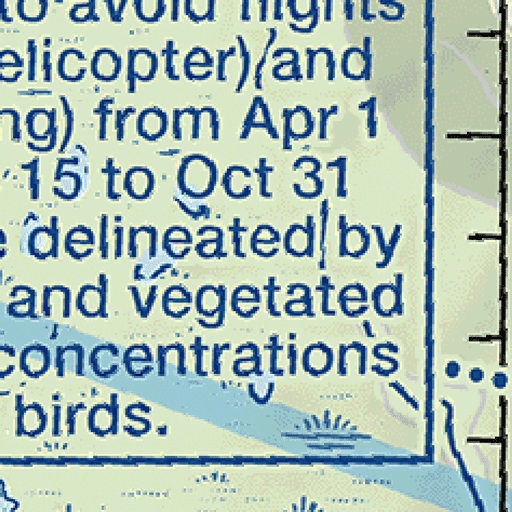 to avoid flights
elicopter) and
ng) from Apr 1
15 to Oct 31
delineated by
and vegetated
concentrations
birds.